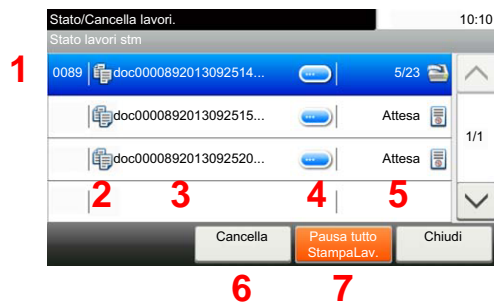 Stato/Cancella lavori. 10:10
Stato lavori stm
1 0089 doc0000892013092514... 5/23
doc0000892013092515... Attesa
1/1
doc0000892013092520... Attesa
2 3 4 5
Cancella Pausa tutto StampaLav. Chiudi
6 7